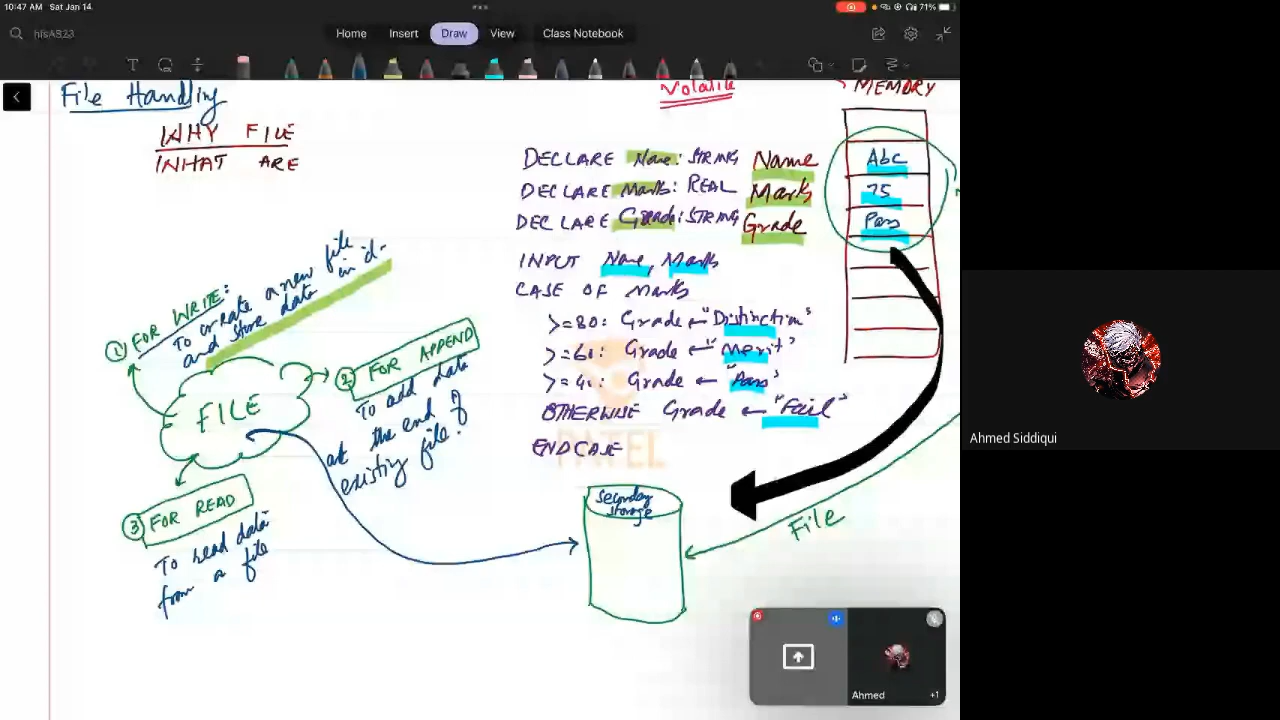 10:47 AM Sat Jan 14
71%
hfsAS23
Home Insert Draw View Class Notebook
File Handling
WHY FILE
WHAT ARE
Volatile
MEMORY
DECLARE Name: STRING Name
DECLARE Marks: REAL Marks
DECLARE Grade: STRING Grade
Abc
75
Pass
INPUT Name, Marks
CASE OF Marks
>=80: Grade ← "Distinction"
>=60: Grade ← "Merit"
>=40: Grade ← "Pass"
OTHERWISE Grade ← "Fail"
ENDCASE
PATEL
① FOR WRITE:
To create a new file
and store data in it.
FILE
② FOR APPEND
To add data
at the end of
existing file.
③ FOR READ
To read data
from a file
Secondary
storage
File
Ahmed Siddiqui
Ahmed +1